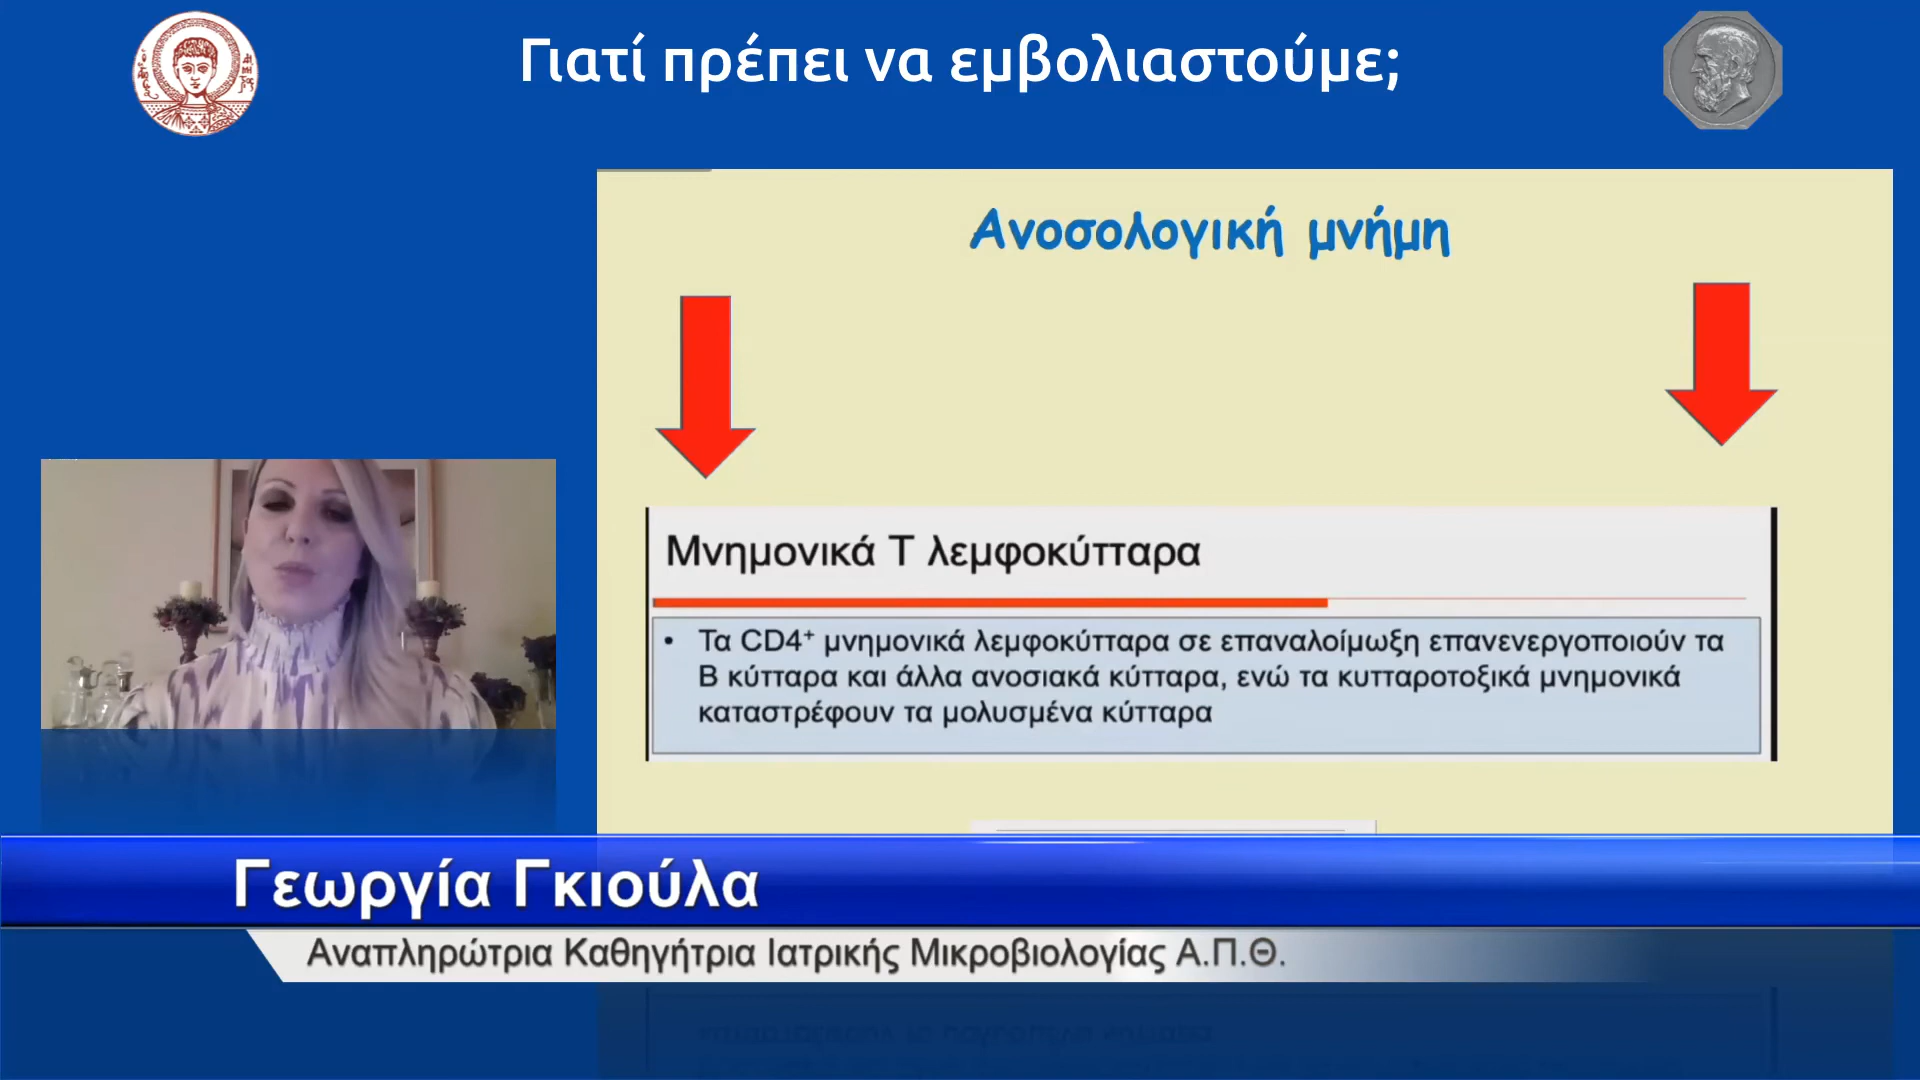 Γιατί πρέπει να εμβολιαστούμε;
Ανοσολογική μνήμη
Μνημονικά Τ λεμφοκύτταρα
• Τα CD4⁺ μνημονικά λεμφοκύτταρα σε επαναλοίμωξη επανενεργοποιούν τα
Β κύτταρα και άλλα ανοσιακά κύτταρα, ενώ τα κυτταροτοξικά μνημονικά
καταστρέφουν τα μολυσμένα κύτταρα
Γεωργία Γκιούλα
Αναπληρώτρια Καθηγήτρια Ιατρικής Μικροβιολογίας Α.Π.Θ.